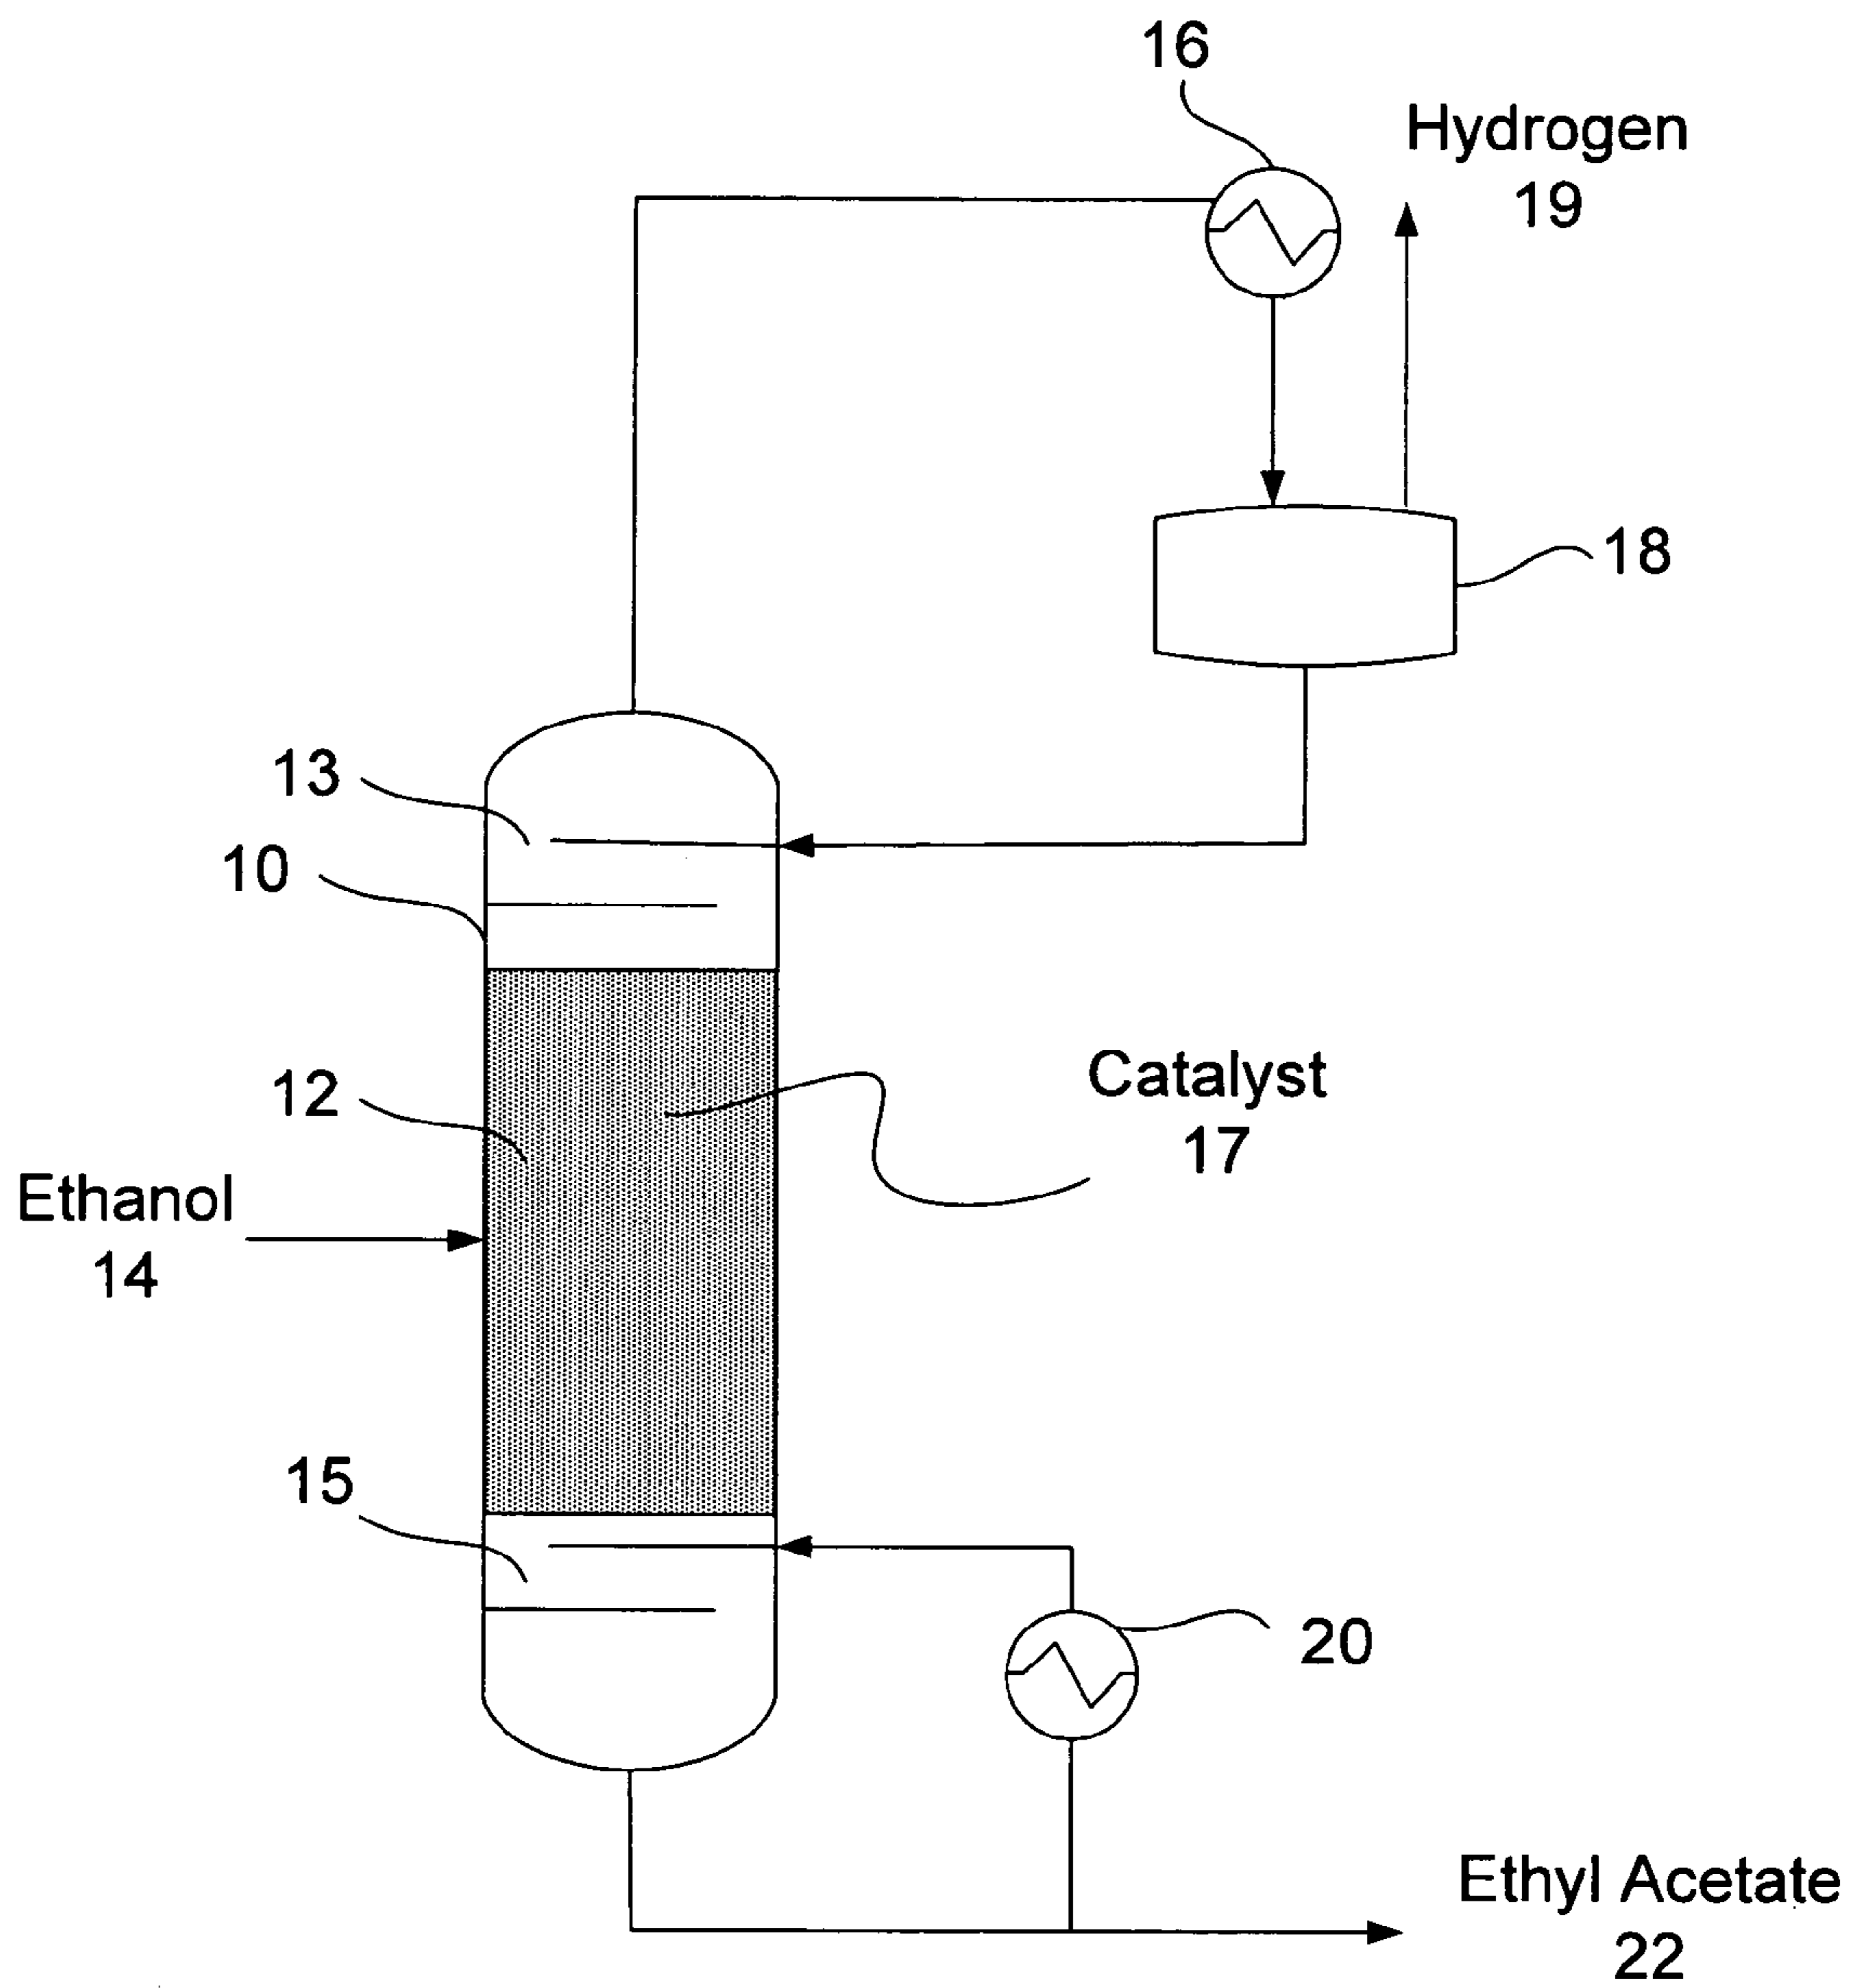 16
Hydrogen
19
18
13
10
Catalyst
17
12
Ethanol
14
15
20
Ethyl Acetate
22